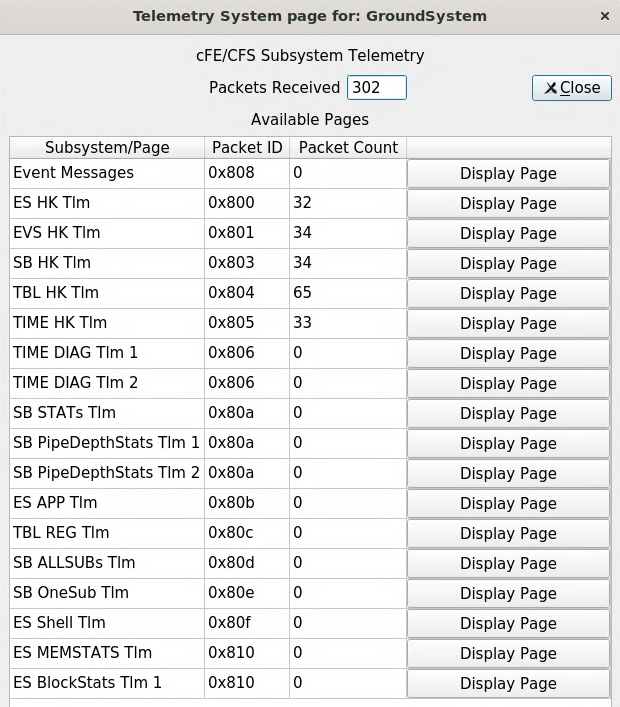 Telemetry System page for: GroundSystem ×
cFE/CFS Subsystem Telemetry
Packets Received 302 Close
Available Pages
Subsystem/Page Packet ID Packet Count
Event Messages 0x808 0 Display Page
ES HK Tlm 0x800 32 Display Page
EVS HK Tlm 0x801 34 Display Page
SB HK Tlm 0x803 34 Display Page
TBL HK Tlm 0x804 65 Display Page
TIME HK Tlm 0x805 33 Display Page
TIME DIAG Tlm 1 0x806 0 Display Page
TIME DIAG Tlm 2 0x806 0 Display Page
SB STATs Tlm 0x80a 0 Display Page
SB PipeDepthStats Tlm 1 0x80a 0 Display Page
SB PipeDepthStats Tlm 2 0x80a 0 Display Page
ES APP Tlm 0x80b 0 Display Page
TBL REG Tlm 0x80c 0 Display Page
SB ALLSUBs Tlm 0x80d 0 Display Page
SB OneSub Tlm 0x80e 0 Display Page
ES Shell Tlm 0x80f 0 Display Page
ES MEMSTATS Tlm 0x810 0 Display Page
ES BlockStats Tlm 1 0x810 0 Display Page